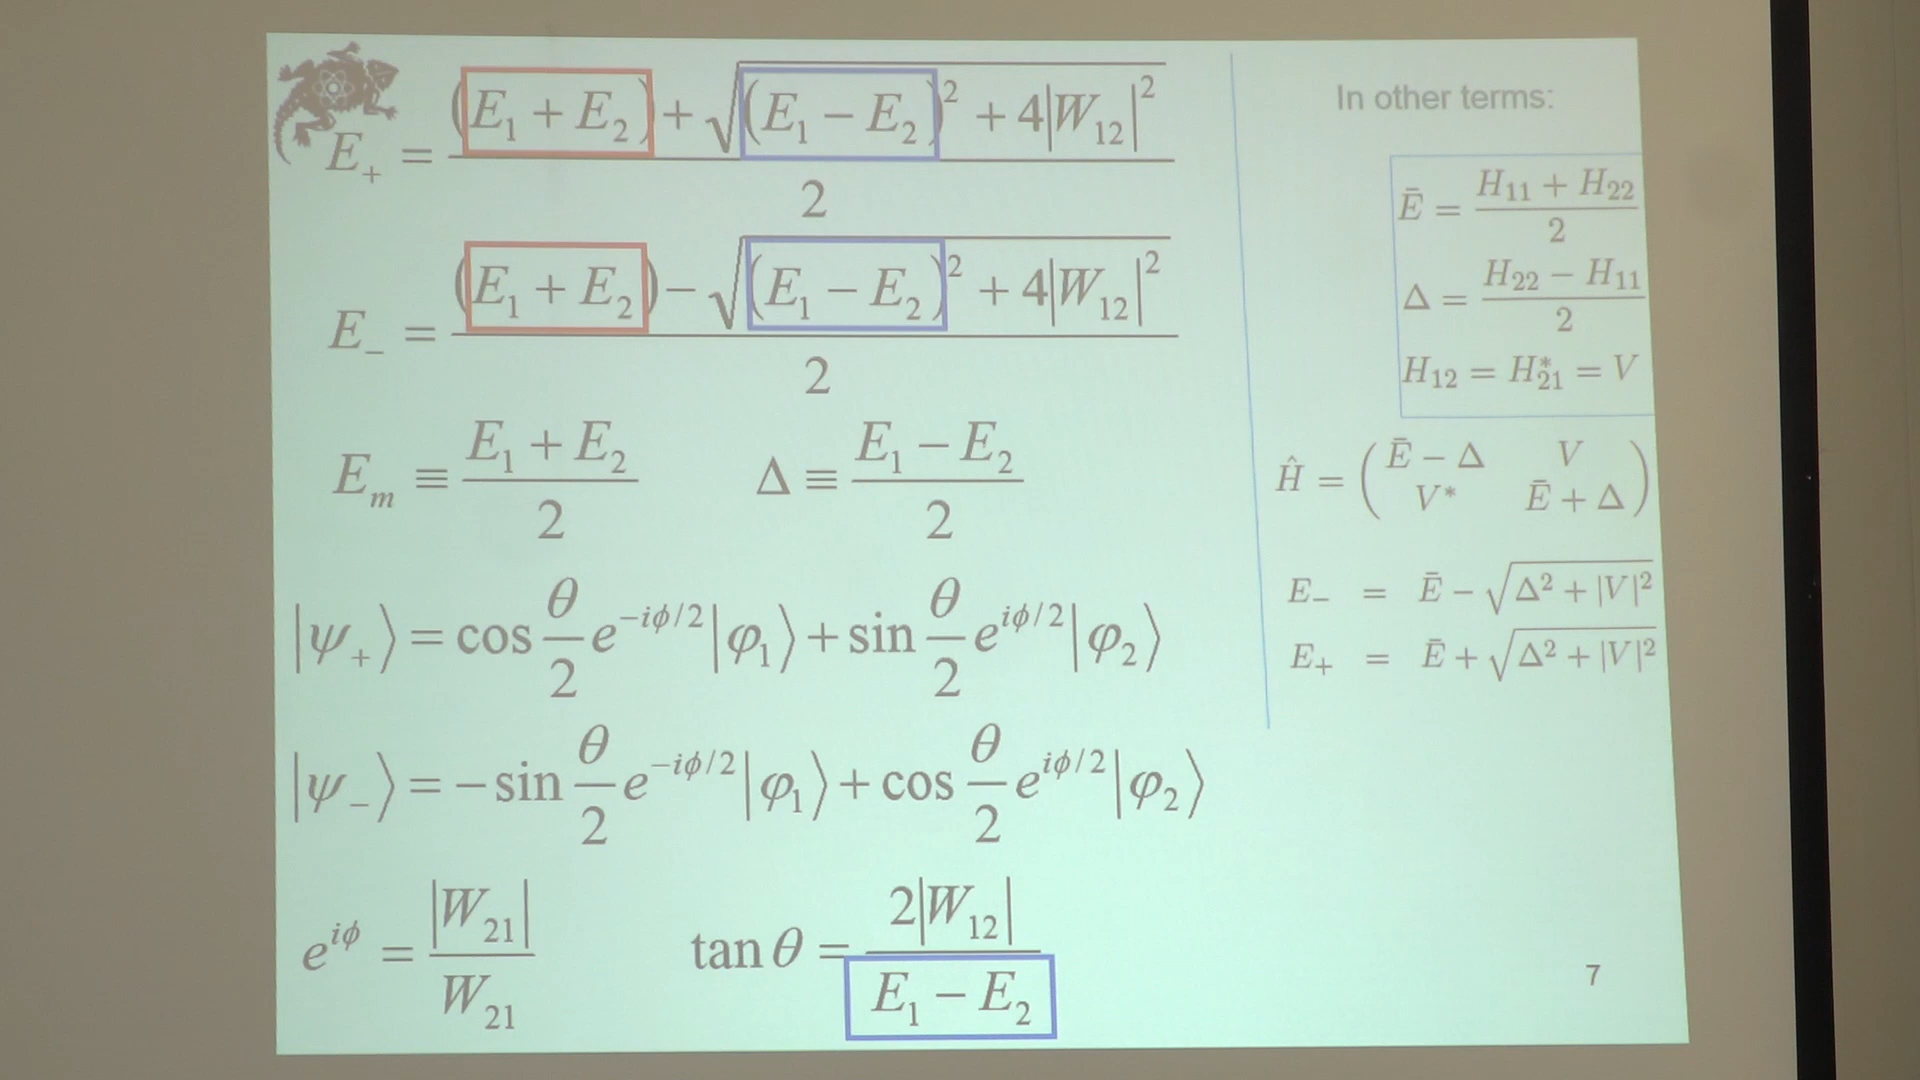 E₊ = ((E₁ + E₂) + √((E₁ − E₂)² + 4|W₁₂|²)) / 2
E₋ = ((E₁ + E₂) − √((E₁ − E₂)² + 4|W₁₂|²)) / 2
Eₘ ≡ (E₁ + E₂) / 2    Δ ≡ (E₁ − E₂) / 2
|ψ₊⟩ = cos θ/2 e^{−iϕ/2} |φ₁⟩ + sin θ/2 e^{iϕ/2} |φ₂⟩
|ψ₋⟩ = − sin θ/2 e^{−iϕ/2} |φ₁⟩ + cos θ/2 e^{iϕ/2} |φ₂⟩
e^{iϕ} = |W₂₁| / W₂₁    tan θ = 2|W₁₂| / (E₁ − E₂)
In other terms:
Ē = (H₁₁ + H₂₂) / 2
Δ = (H₂₂ − H₁₁) / 2
H₁₂ = H*₂₁ = V
Ĥ = ( Ē − Δ  V
V*  Ē + Δ )
E₋ = Ē − √(Δ² + |V|²)
E₊ = Ē + √(Δ² + |V|²)
7